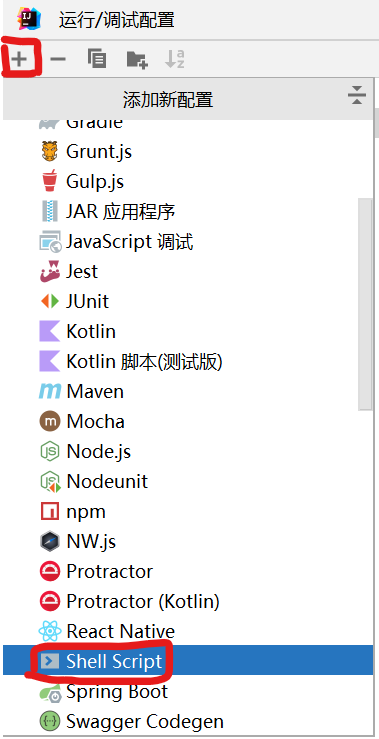 运行/调试配置
添加新配置
Gradle
Grunt.js
Gulp.js
JAR 应用程序
JavaScript 调试
Jest
JUnit
Kotlin
Kotlin 脚本(测试版)
Maven
Mocha
Node.js
Nodeunit
npm
NW.js
Protractor
Protractor (Kotlin)
React Native
Shell Script
Spring Boot
Swagger Codegen